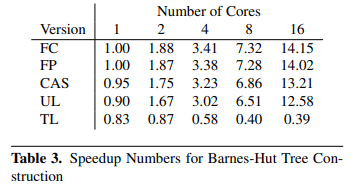 Number of Cores
Version 1 2 4 8 16
FC 1.00 1.88 3.41 7.32 14.15
FP 1.00 1.87 3.38 7.28 14.02
CAS 0.95 1.75 3.23 6.86 13.21
UL 0.90 1.67 3.02 6.51 12.58
TL 0.83 0.87 0.58 0.40 0.39
Table 3. Speedup Numbers for Barnes-Hut Tree Con-
struction